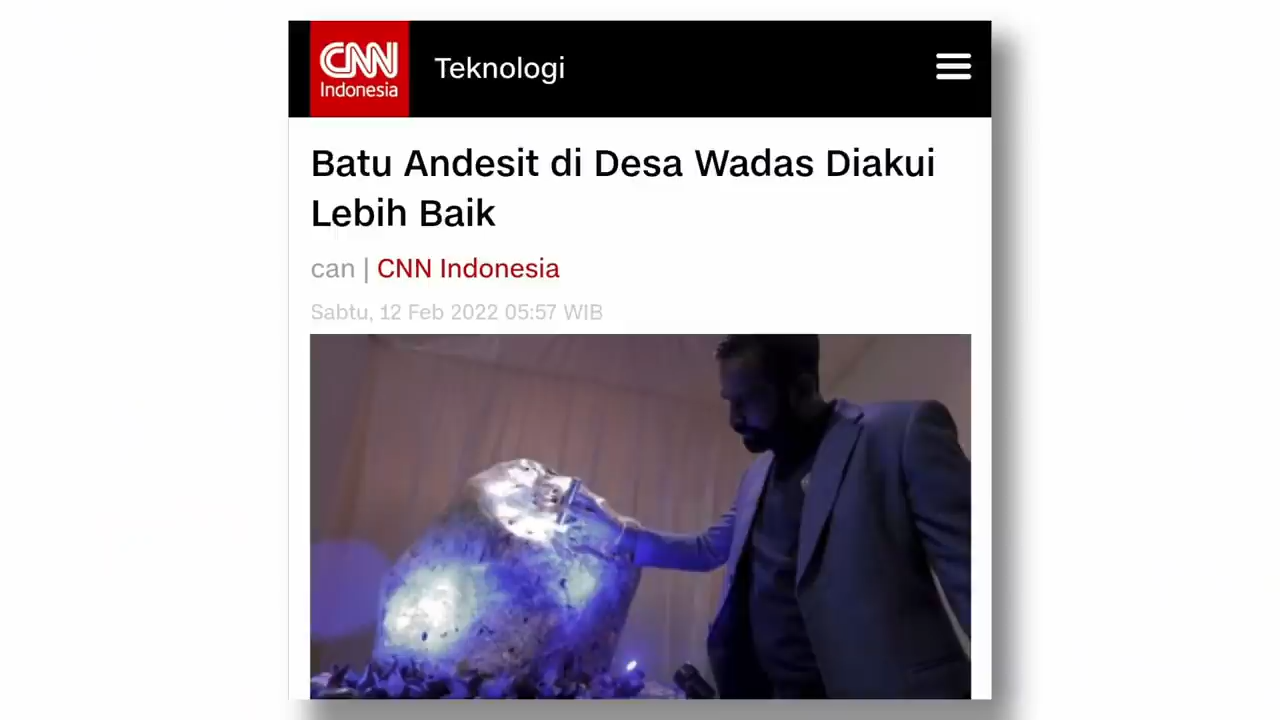 CNN
Indonesia
Teknologi
Batu Andesit di Desa Wadas Diakui
Lebih Baik
can | CNN Indonesia
Sabtu, 12 Feb 2022 05:57 WIB